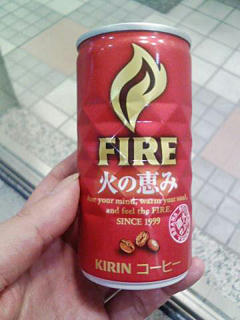 FIRE
火の恵み
Fire your mind, warm your soul,
and feel the FIRE.
SINCE 1999
KIRIN コーヒー